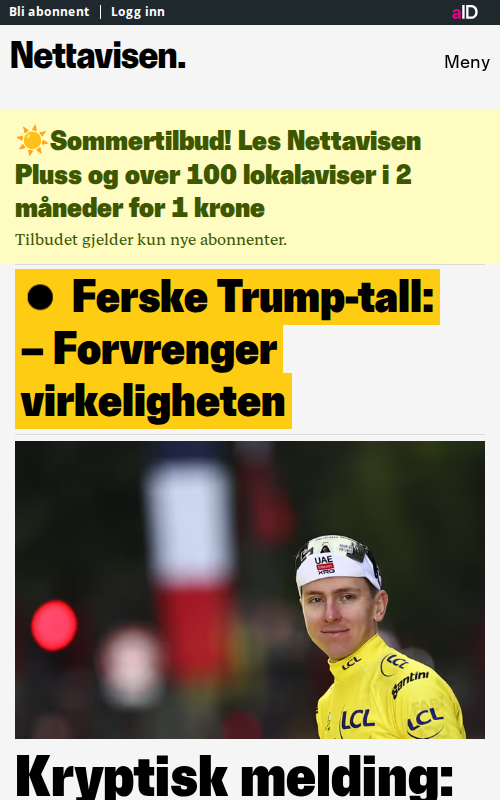 Bli abonnent | Logg inn
aID
Nettavisen.
Meny
☀️Sommertilbud! Les Nettavisen
Pluss og over 100 lokalaviser i 2
måneder for 1 krone
Tilbudet gjelder kun nye abonnenter.
● Ferske Trump-tall:
– Forvrenger
virkeligheten
UAE
XRG
LCL
LCL
Santini
LCL
LCL
Kryptisk melding: